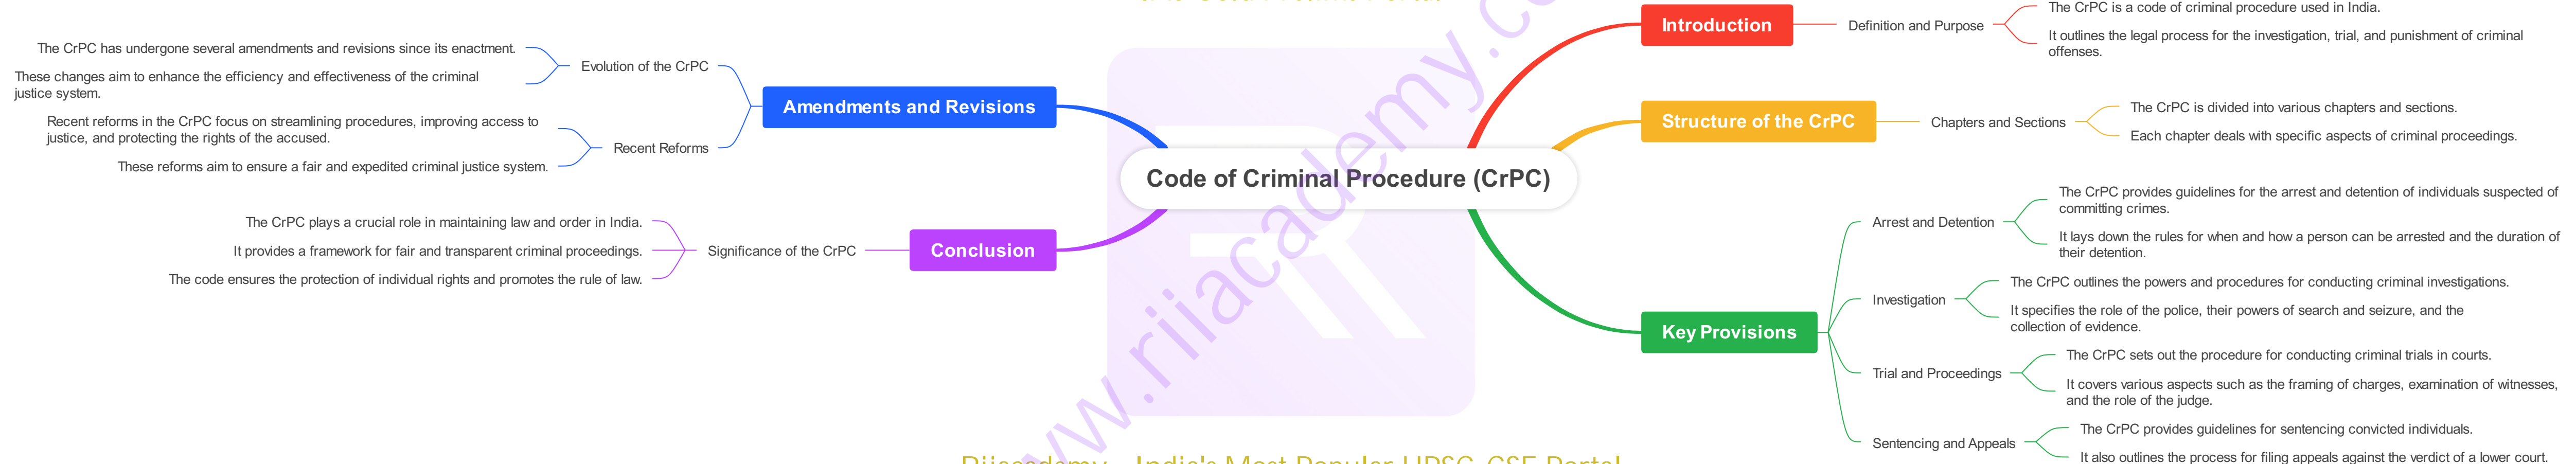 Code of Criminal Procedure (CrPC)
Introduction
Definition and Purpose
The CrPC is a code of criminal procedure used in India.
It outlines the legal process for the investigation, trial, and punishment of criminal
offenses.
Structure of the CrPC
Chapters and Sections
The CrPC is divided into various chapters and sections.
Each chapter deals with specific aspects of criminal proceedings.
Key Provisions
Arrest and Detention
The CrPC provides guidelines for the arrest and detention of individuals suspected of
committing crimes.
It lays down the rules for when and how a person can be arrested and the duration of
their detention.
Investigation
The CrPC outlines the powers and procedures for conducting criminal investigations.
It specifies the role of the police, their powers of search and seizure, and the
collection of evidence.
Trial and Proceedings
The CrPC sets out the procedure for conducting criminal trials in courts.
It covers various aspects such as the framing of charges, examination of witnesses,
and the role of the judge.
Sentencing and Appeals
The CrPC provides guidelines for sentencing convicted individuals.
It also outlines the process for filing appeals against the verdict of a lower court.
Amendments and Revisions
Evolution of the CrPC
The CrPC has undergone several amendments and revisions since its enactment.
These changes aim to enhance the efficiency and effectiveness of the criminal
justice system.
Recent Reforms
Recent reforms in the CrPC focus on streamlining procedures, improving access to
justice, and protecting the rights of the accused.
These reforms aim to ensure a fair and expedited criminal justice system.
Conclusion
Significance of the CrPC
The CrPC plays a crucial role in maintaining law and order in India.
It provides a framework for fair and transparent criminal proceedings.
The code ensures the protection of individual rights and promotes the rule of law.
www.rijiacademy.co
India's Most Popular UPSC-CSE Portal